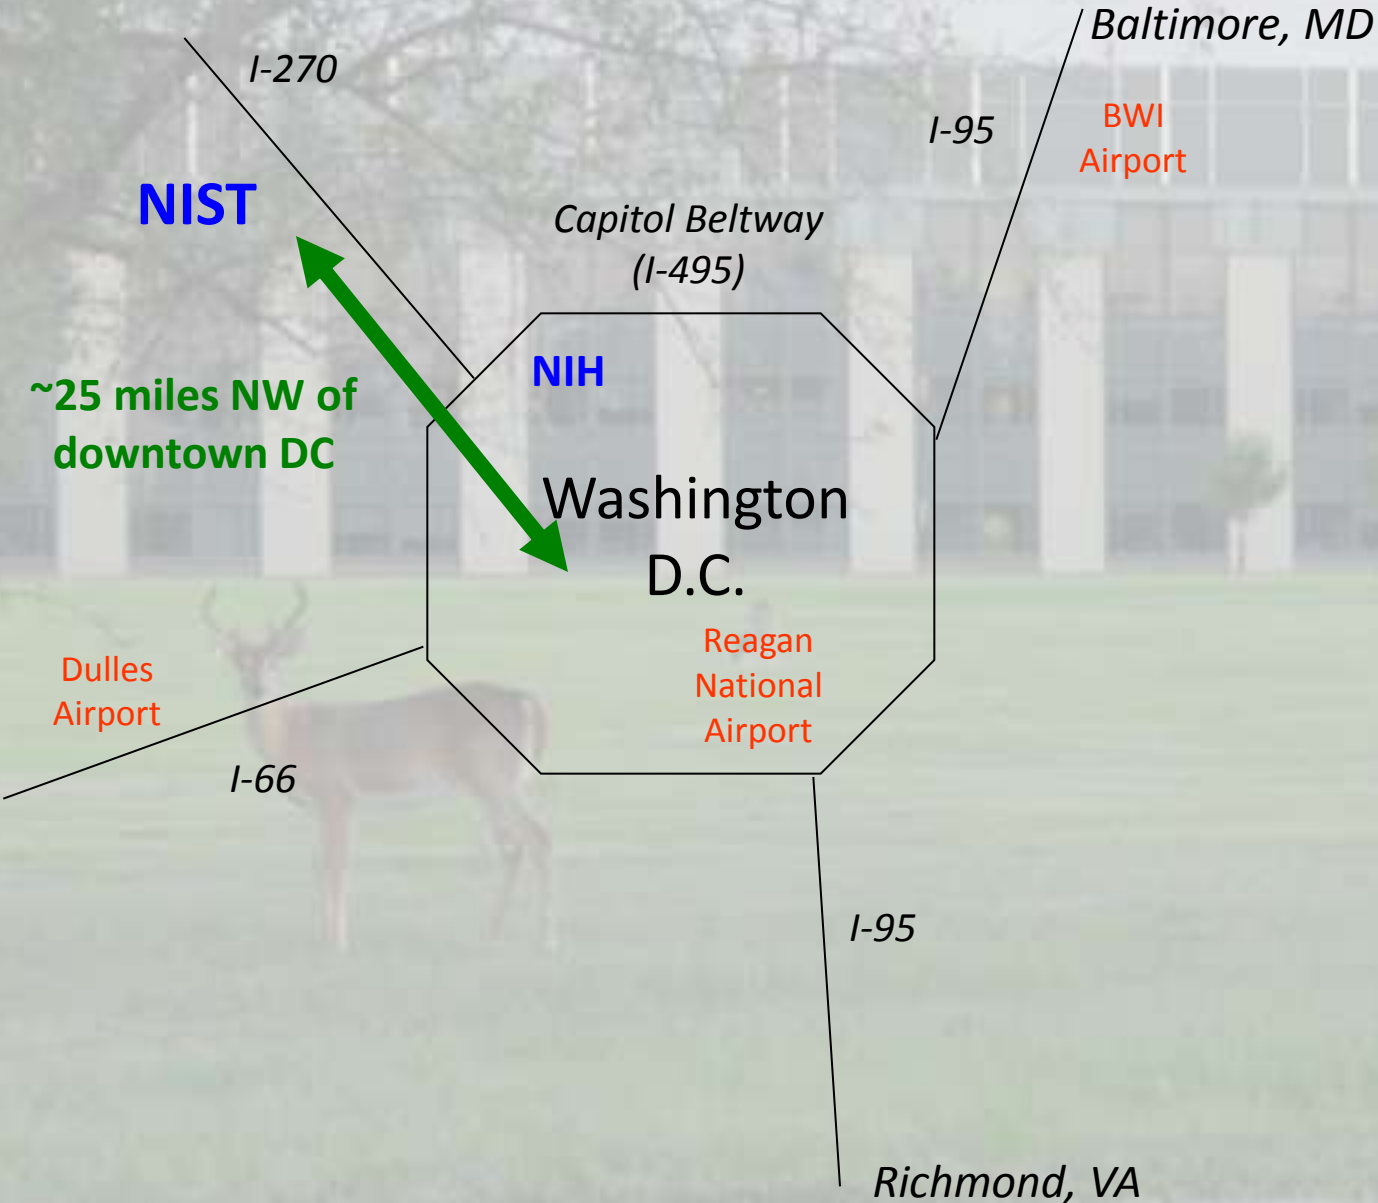 Baltimore, MD
I-270
I-95
BWI
Airport
NIST
Capitol Beltway
(I-495)
NIH
~25 miles NW of
downtown DC
Washington
D.C.
Reagan
National
Airport
Dulles
Airport
I-66
I-95
Richmond, VA